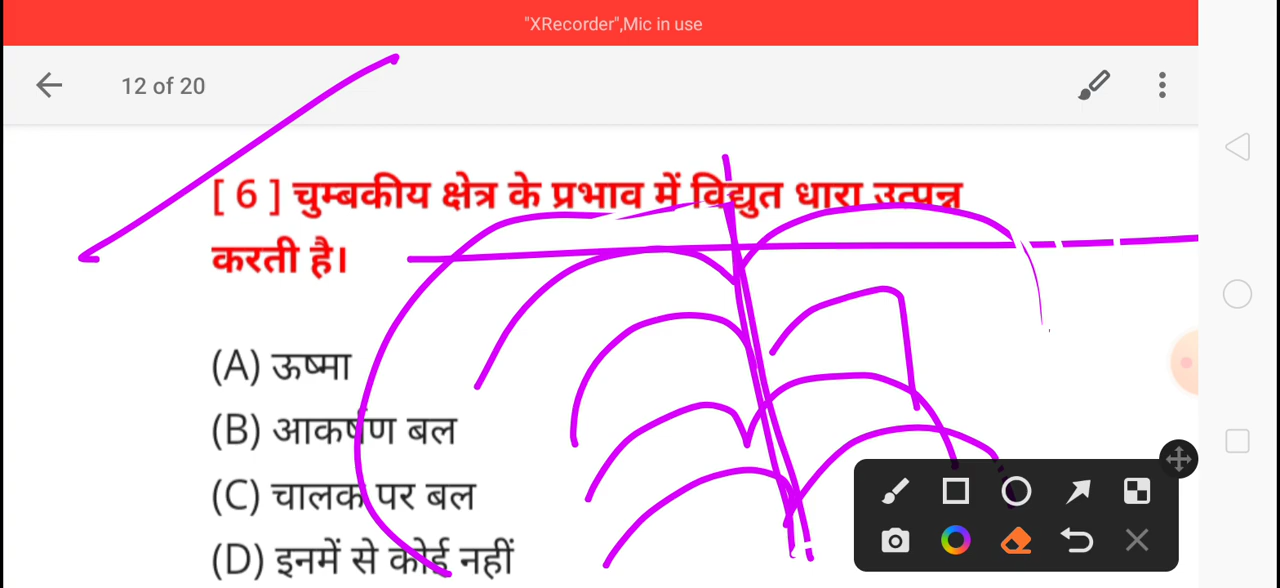 "XRecorder",Mic in use
12 of 20
[ 6 ] चुम्बकीय क्षेत्र के प्रभाव में विद्युत धारा उत्पन्न
करती है।
(A) ऊष्मा
(B) आकर्षण बल
(C) चालक पर बल
(D) इनमें से कोई नहीं